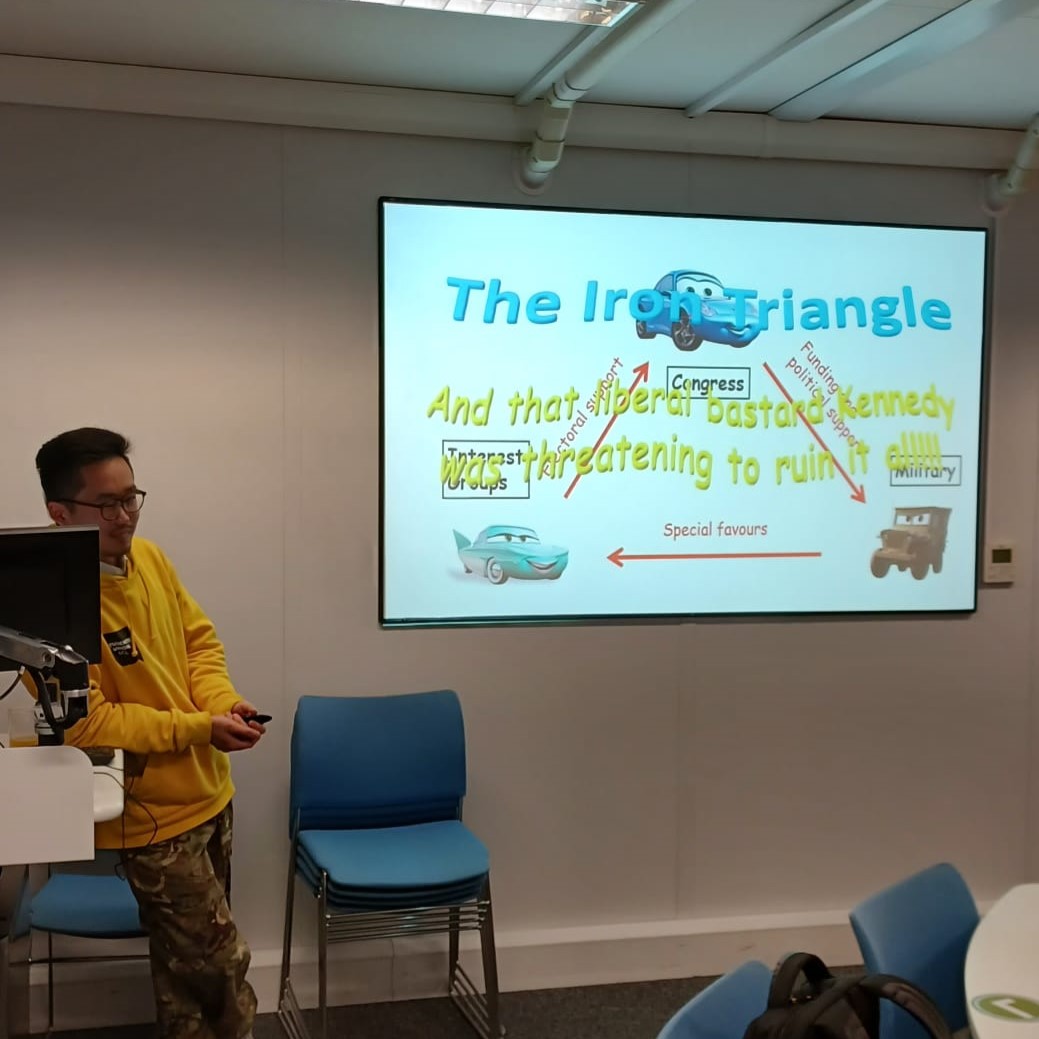 The Iron Triangle
Congress
electoral support
Funding
political support
And that liberal bastard Kennedy
was threatening to ruin it all!!!!
Interest
Groups
Military
Special favours